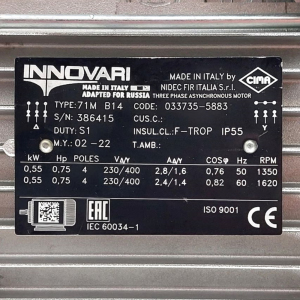 INNOVARI
MADE IN ITALY by
NIDEC FIR ITALIA S.r.l.
CIMA
MADE IN ITALY
ADAPTED FOR RUSSIA
THREE PHASE ASYNCHRONOUS MOTOR
TYPE: 71M B14 CODE: 033735-5883
S/N: 386415 CUS.C.:
DUTY: S1 INSUL.CL.: F-TROP IP55
M.Y.: 02-22 T.AMB.:
kW Hp POLES V Δ/Y A Δ/Y COSφ Hz RPM
0,55 0,75 4 230/400 2,8/1,6 0,76 50 1350
0,55 0,75 4 230/400 2,4/1,4 0,82 60 1620
EAC
IEC 60034-1
ISO 9001
CE